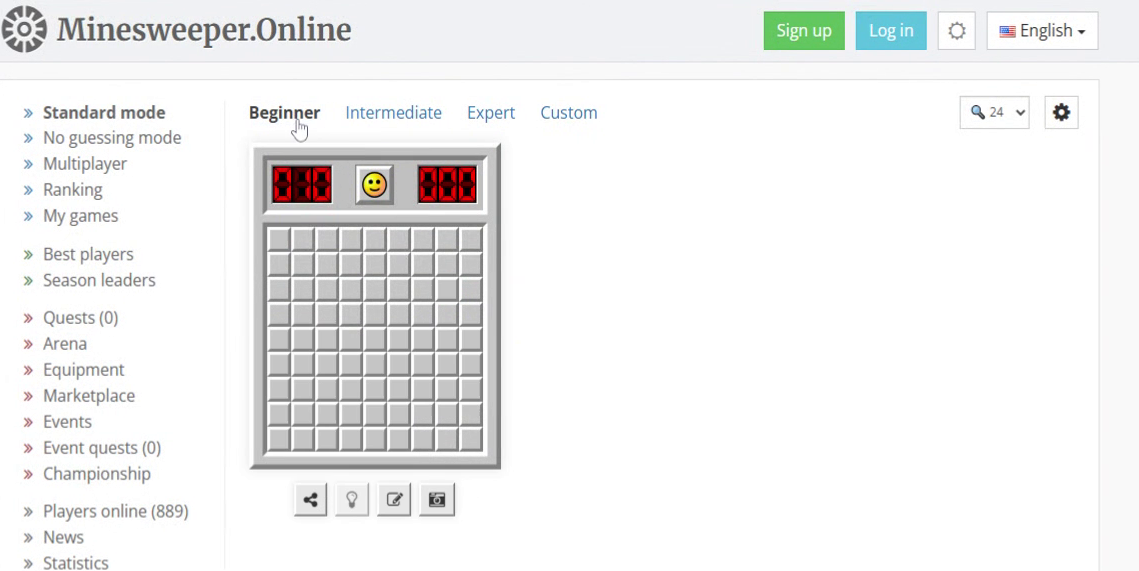 Minesweeper.Online
Sign up
Log in
English
» Standard mode
» No guessing mode
» Multiplayer
» Ranking
» My games
» Best players
» Season leaders
» Quests (0)
» Arena
» Equipment
» Marketplace
» Events
» Event quests (0)
» Championship
» Players online (889)
» News
» Statistics
Beginner Intermediate Expert Custom
24
010 000